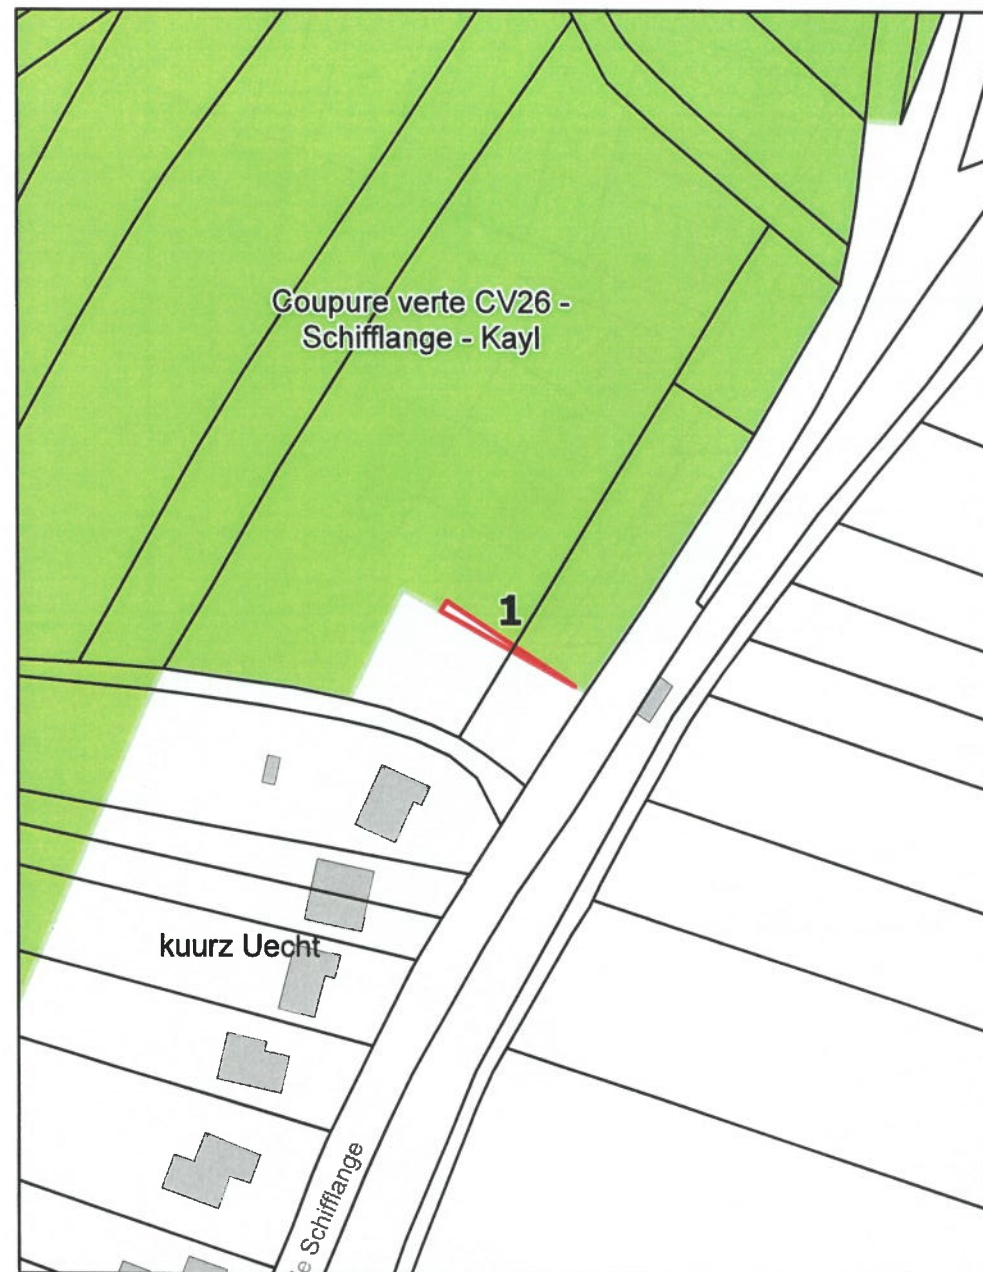 Coupure verte CV26 -
Schifflange - Kayl
1
kuurz Uecht
e Schifflange